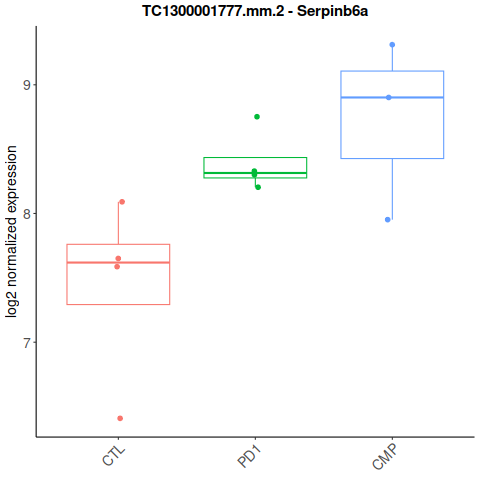 TC1300001777.mm.2 - Serpinb6a
log2 normalized expression
9
8
7
CTL
PD1
CMP